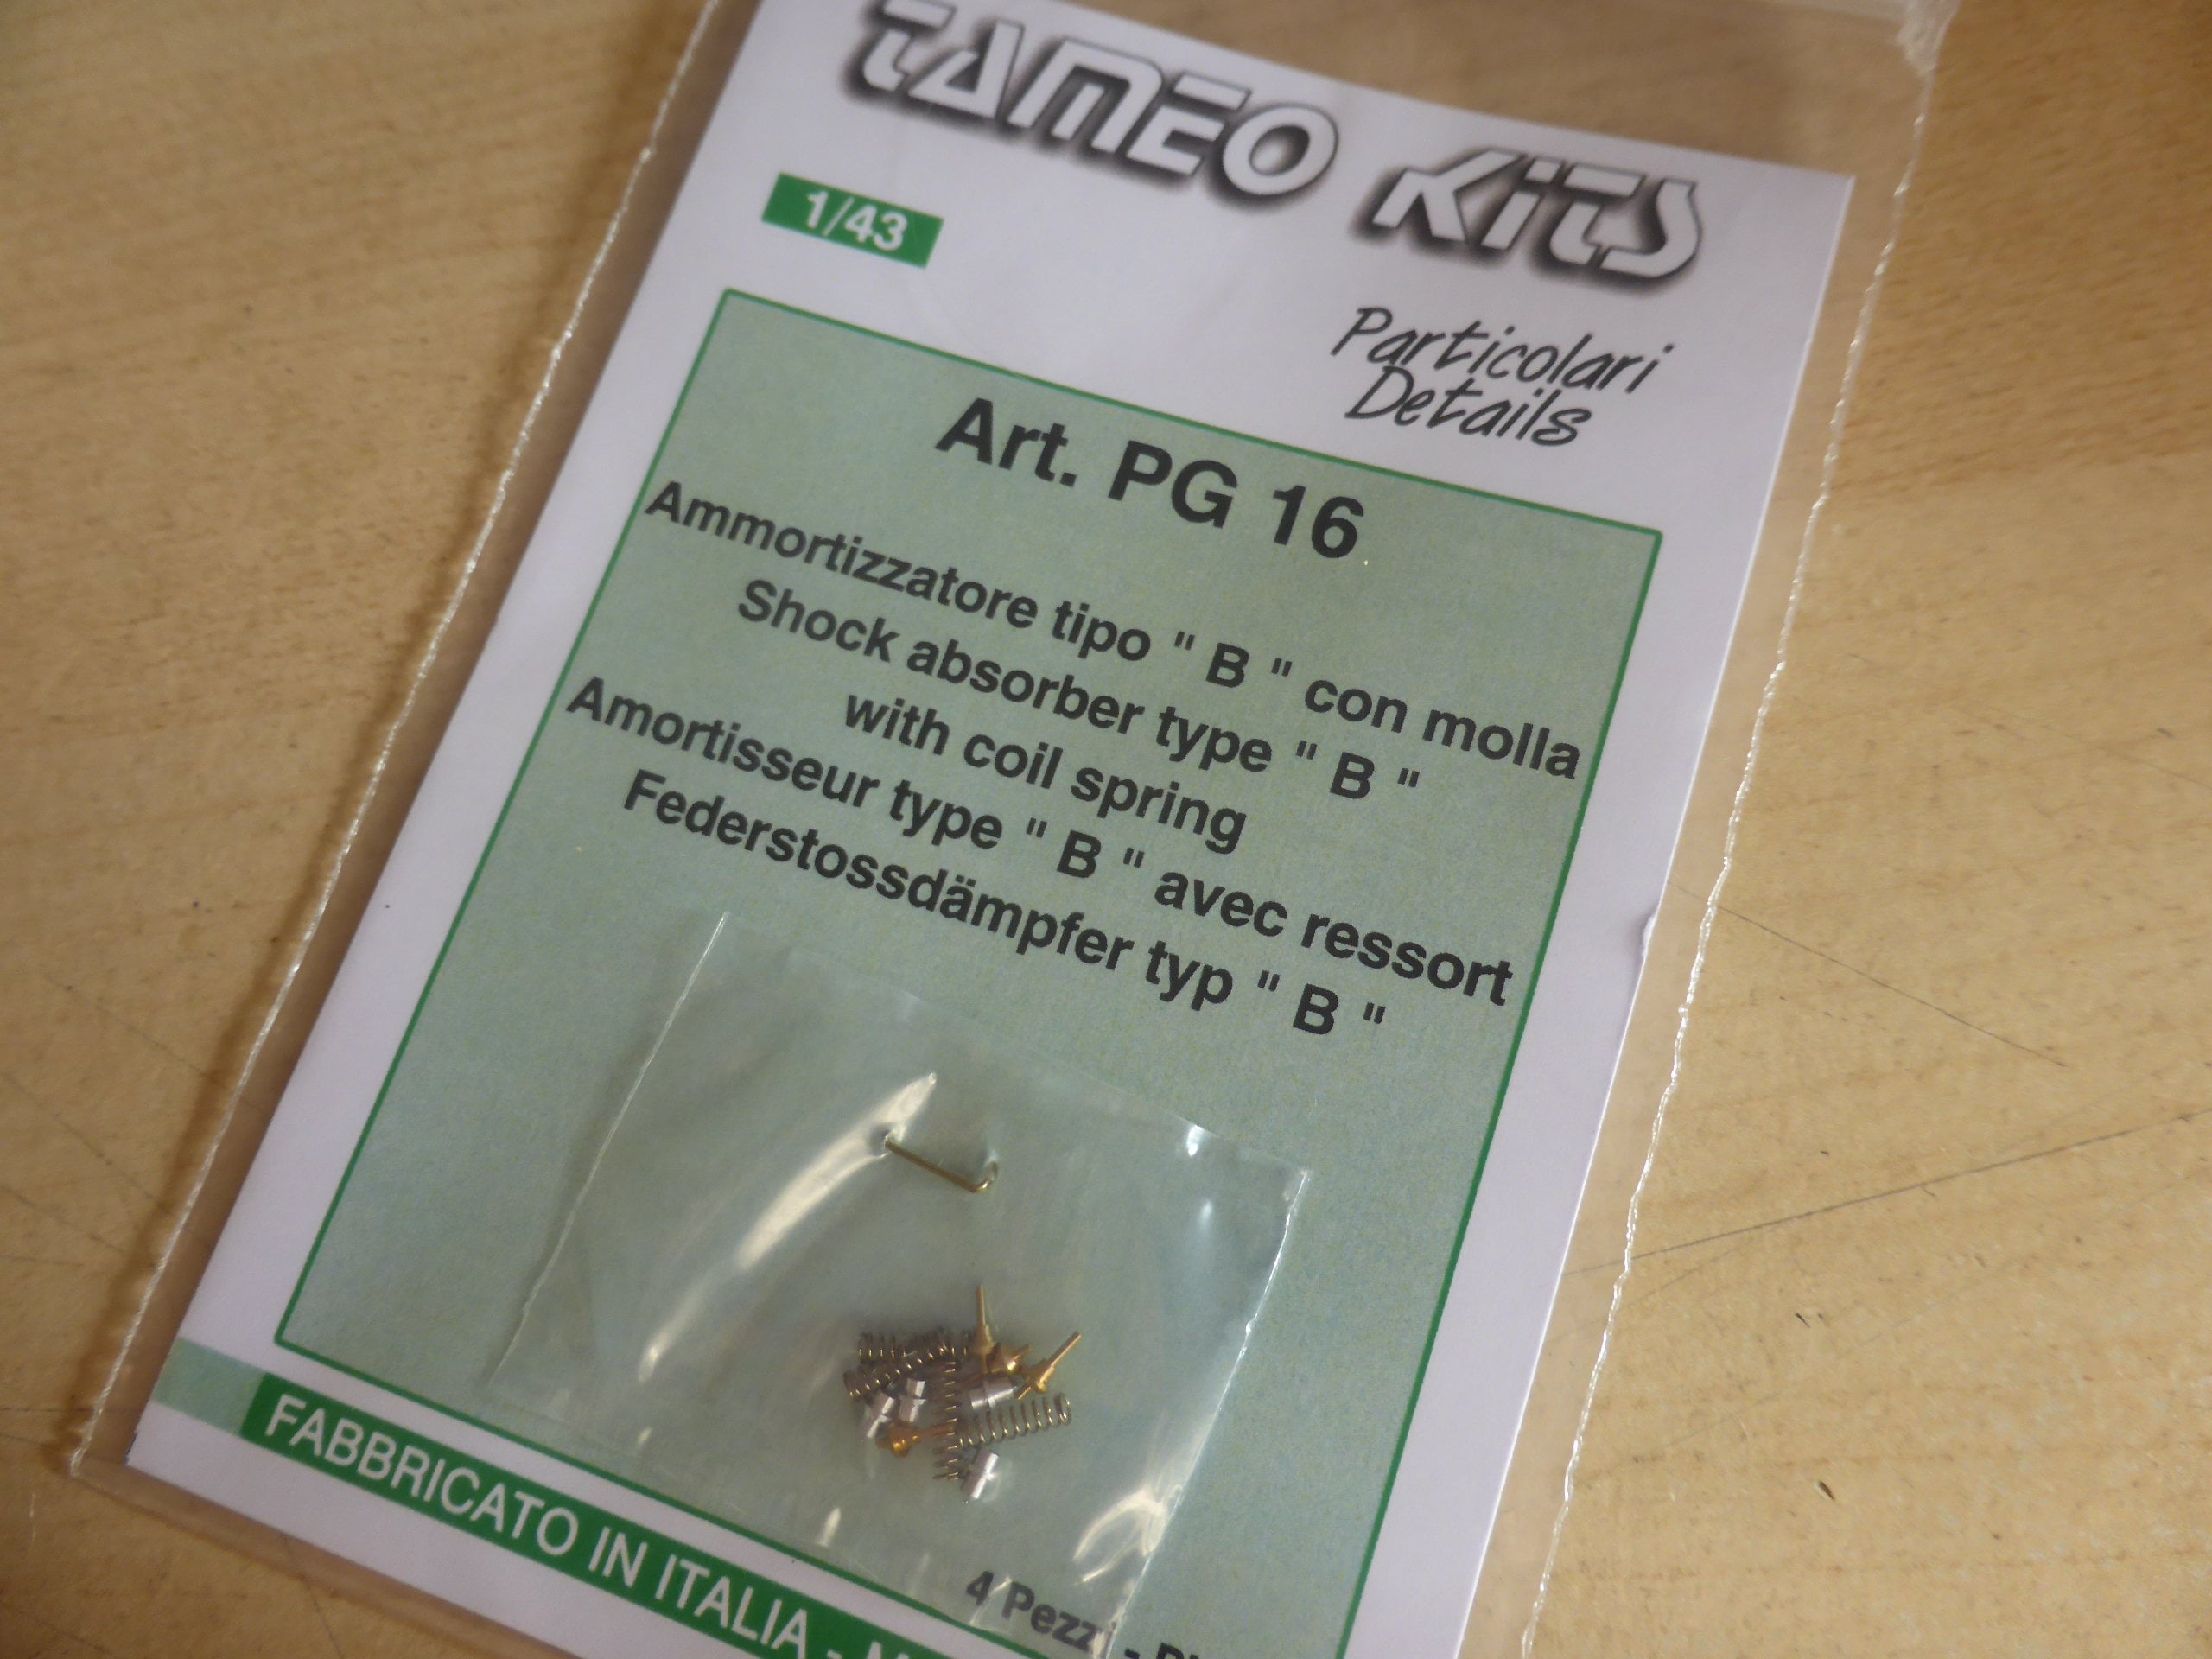 TAMEO KITS
1/43
Particolari
Details
Art. PG 16
Ammortizzatore tipo " B " con molla
Shock absorber type " B "
with coil spring
Amortisseur type " B " avec ressort
Federstossdämpfer typ " B "
4 Pezzi -
FABBRICATO IN ITALIA -